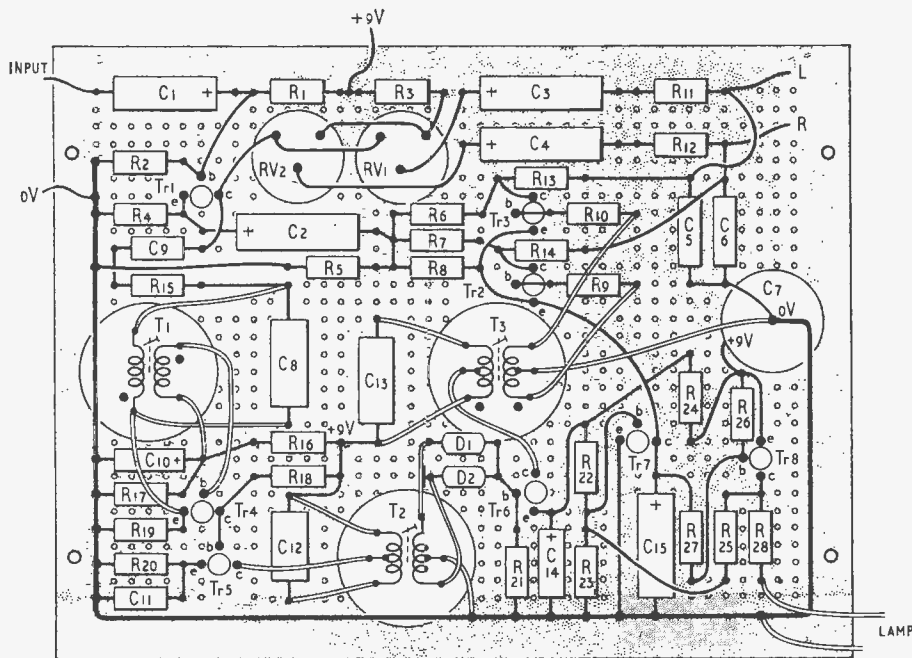 +9V
INPUT
C1 +
R1
R3
+ C3
R11
L
+ C4
R12
R
R2
RV2
RV1
Tr1
b
e
c
0V
R13
b
Tr3
e
R10
R4
+ C2
R6
R7
R14
C5
C6
C9
R5
R8
c
b
Tr2
e
R9
R15
C7
0V
T1
C8
C13
T3
+9V
R24
R26
R16
+9V
D1
b
Tr7
e
C10 +
R18
D2
c
R22
e
Tr8
b
c
R17
b
e
c
Tr4
b
Tr6
e
R19
T2
C12
+ C14
+ C15
R27
R25
R28
b
R20
e
c
Tr5
R21
R23
C11
LAMP